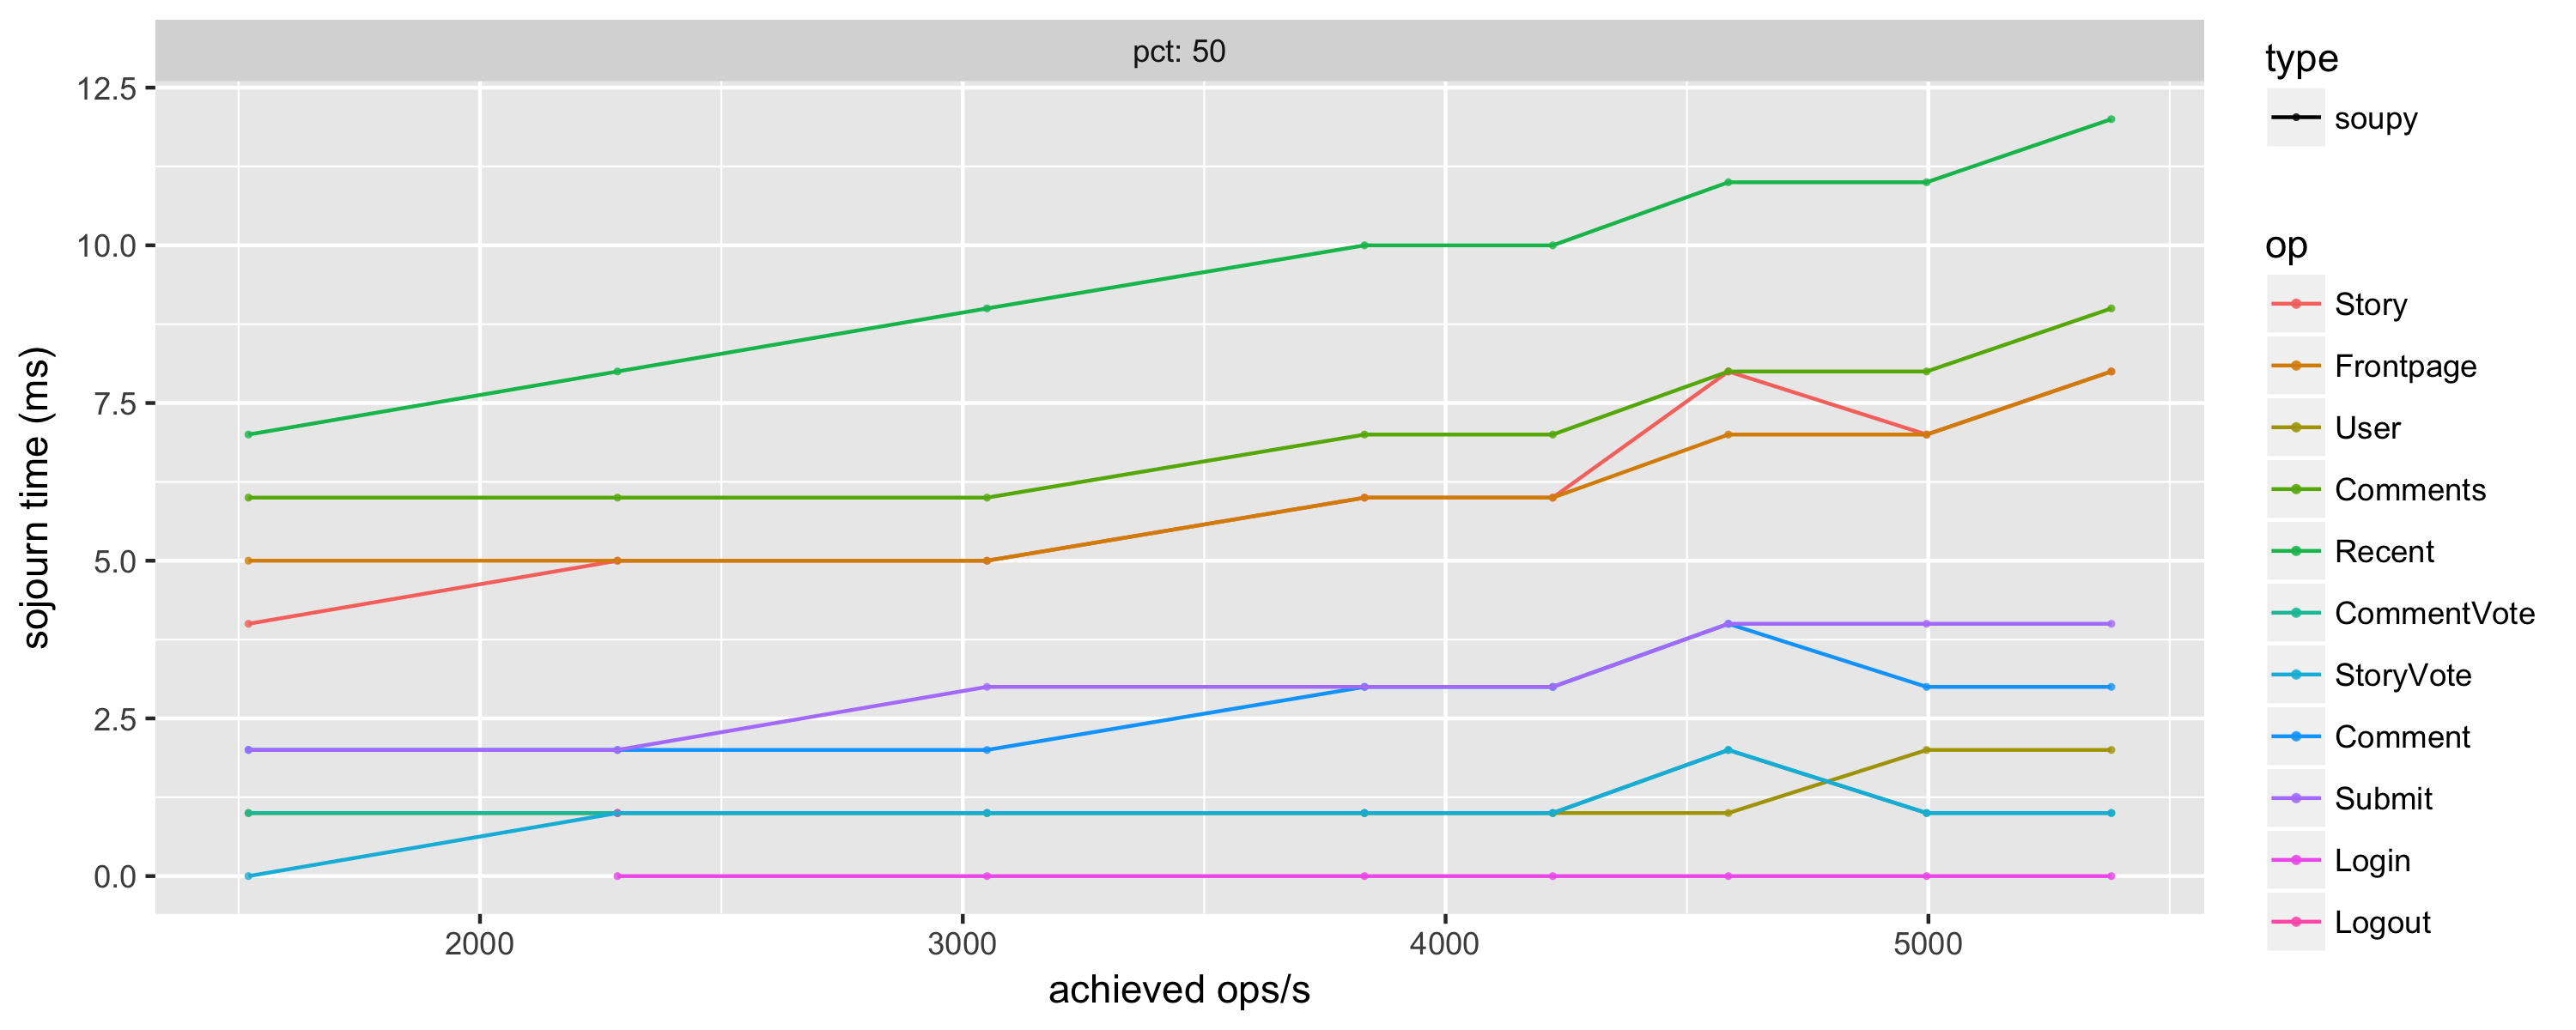 pct: 50
12.5
10.0
7.5
5.0
2.5
0.0
sojourn time (ms)
2000
3000
4000
5000
achieved ops/s
type
soupy
op
Story
Frontpage
User
Comments
Recent
CommentVote
StoryVote
Comment
Submit
Login
Logout